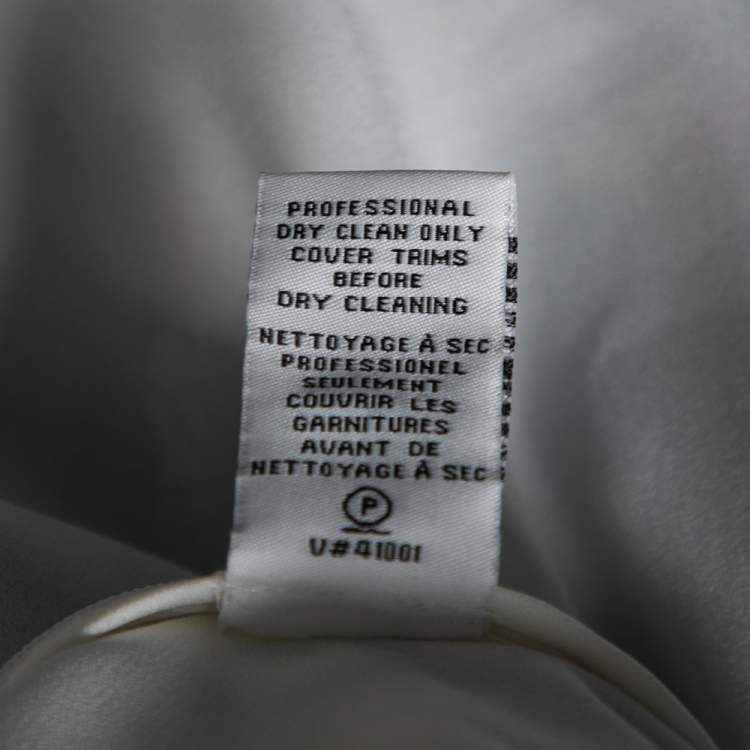 PROFESSIONAL
DRY CLEAN ONLY
COVER TRIMS
BEFORE
DRY CLEANING
NETTOYAGE À SEC
PROFESSIONEL
SEULEMENT
COUVRIR LES
GARNITURES
AVANT DE
NETTOYAGE À SEC
P
V#41001